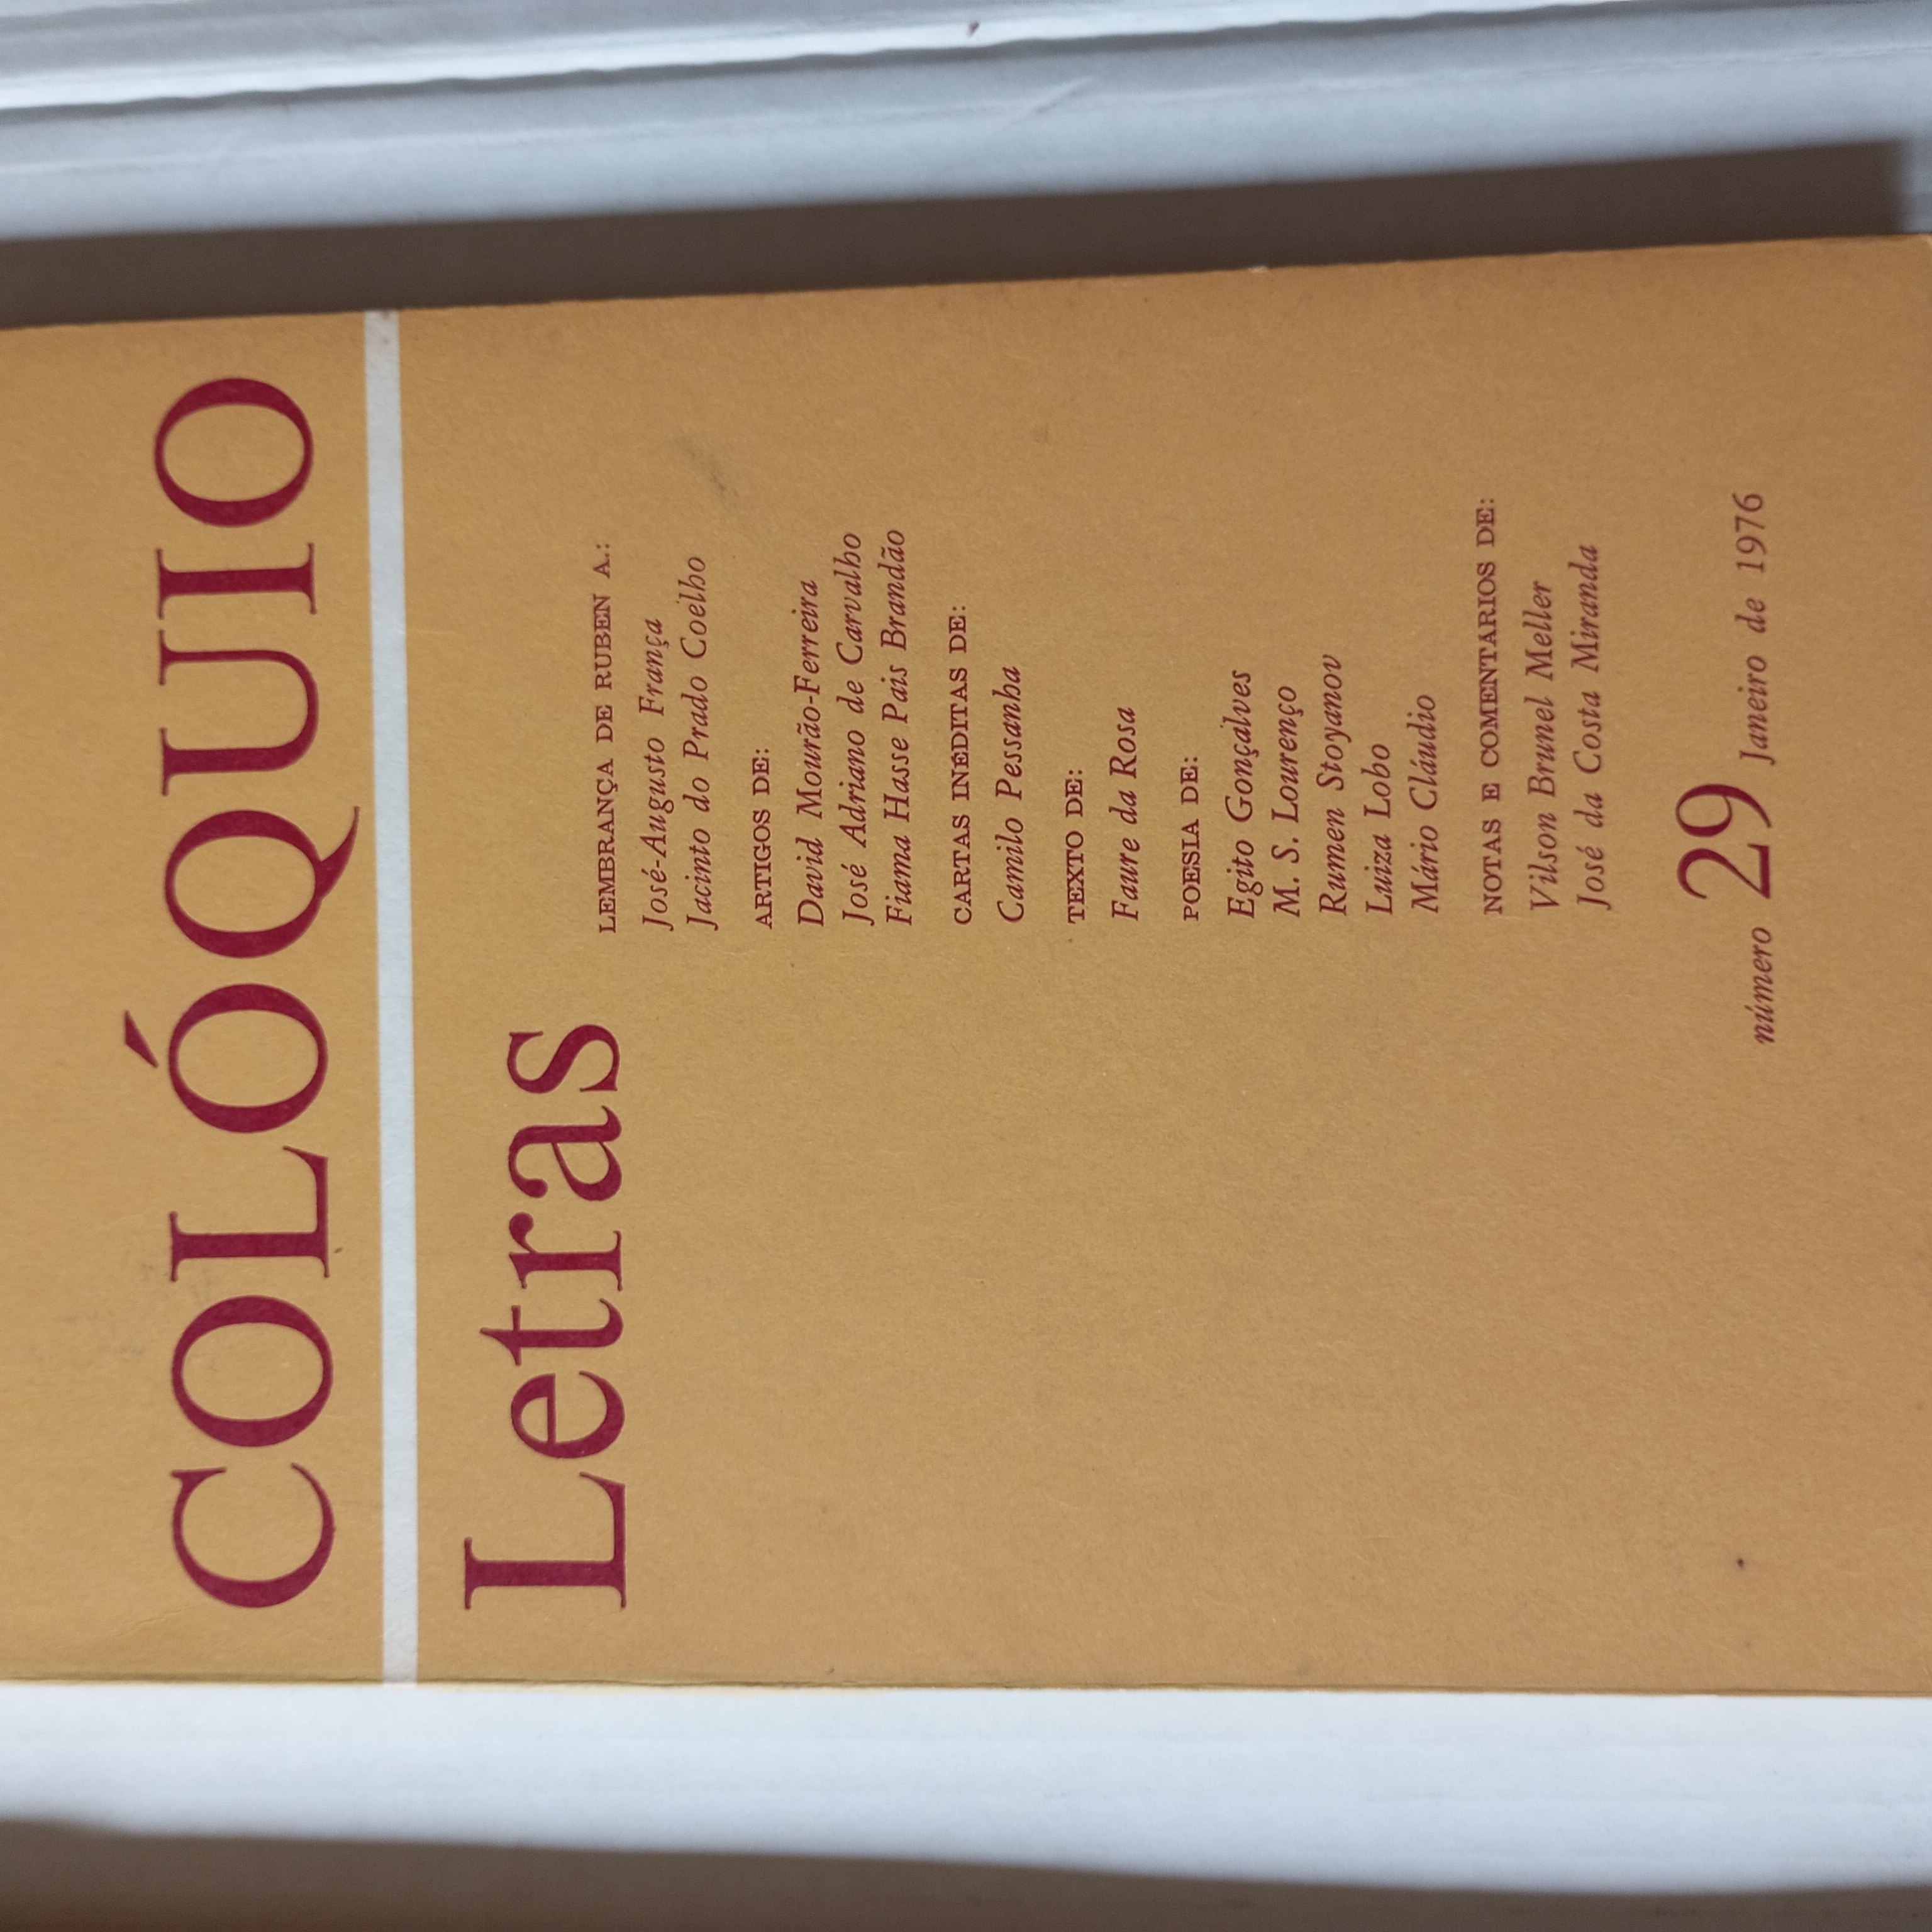 COLÓQUIO
Letras
LEMBRANÇA DE RUBEN A.:
José-Augusto França
Jacinto do Prado Coelho
ARTIGOS DE:
David Mourão-Ferreira
José Adriano de Carvalho
Fiama Hasse Pais Brandão
CARTAS INÉDITAS DE:
Camilo Pessanha
TEXTO DE:
Faure da Rosa
POESIA DE:
Egito Gonçalves
M. S. Lourenço
Rumen Stoyanov
Luiza Lobo
Mário Cláudio
NOTAS E COMENTÁRIOS DE:
Vilson Brunel Meller
José da Costa Miranda
número 29 Janeiro de 1976